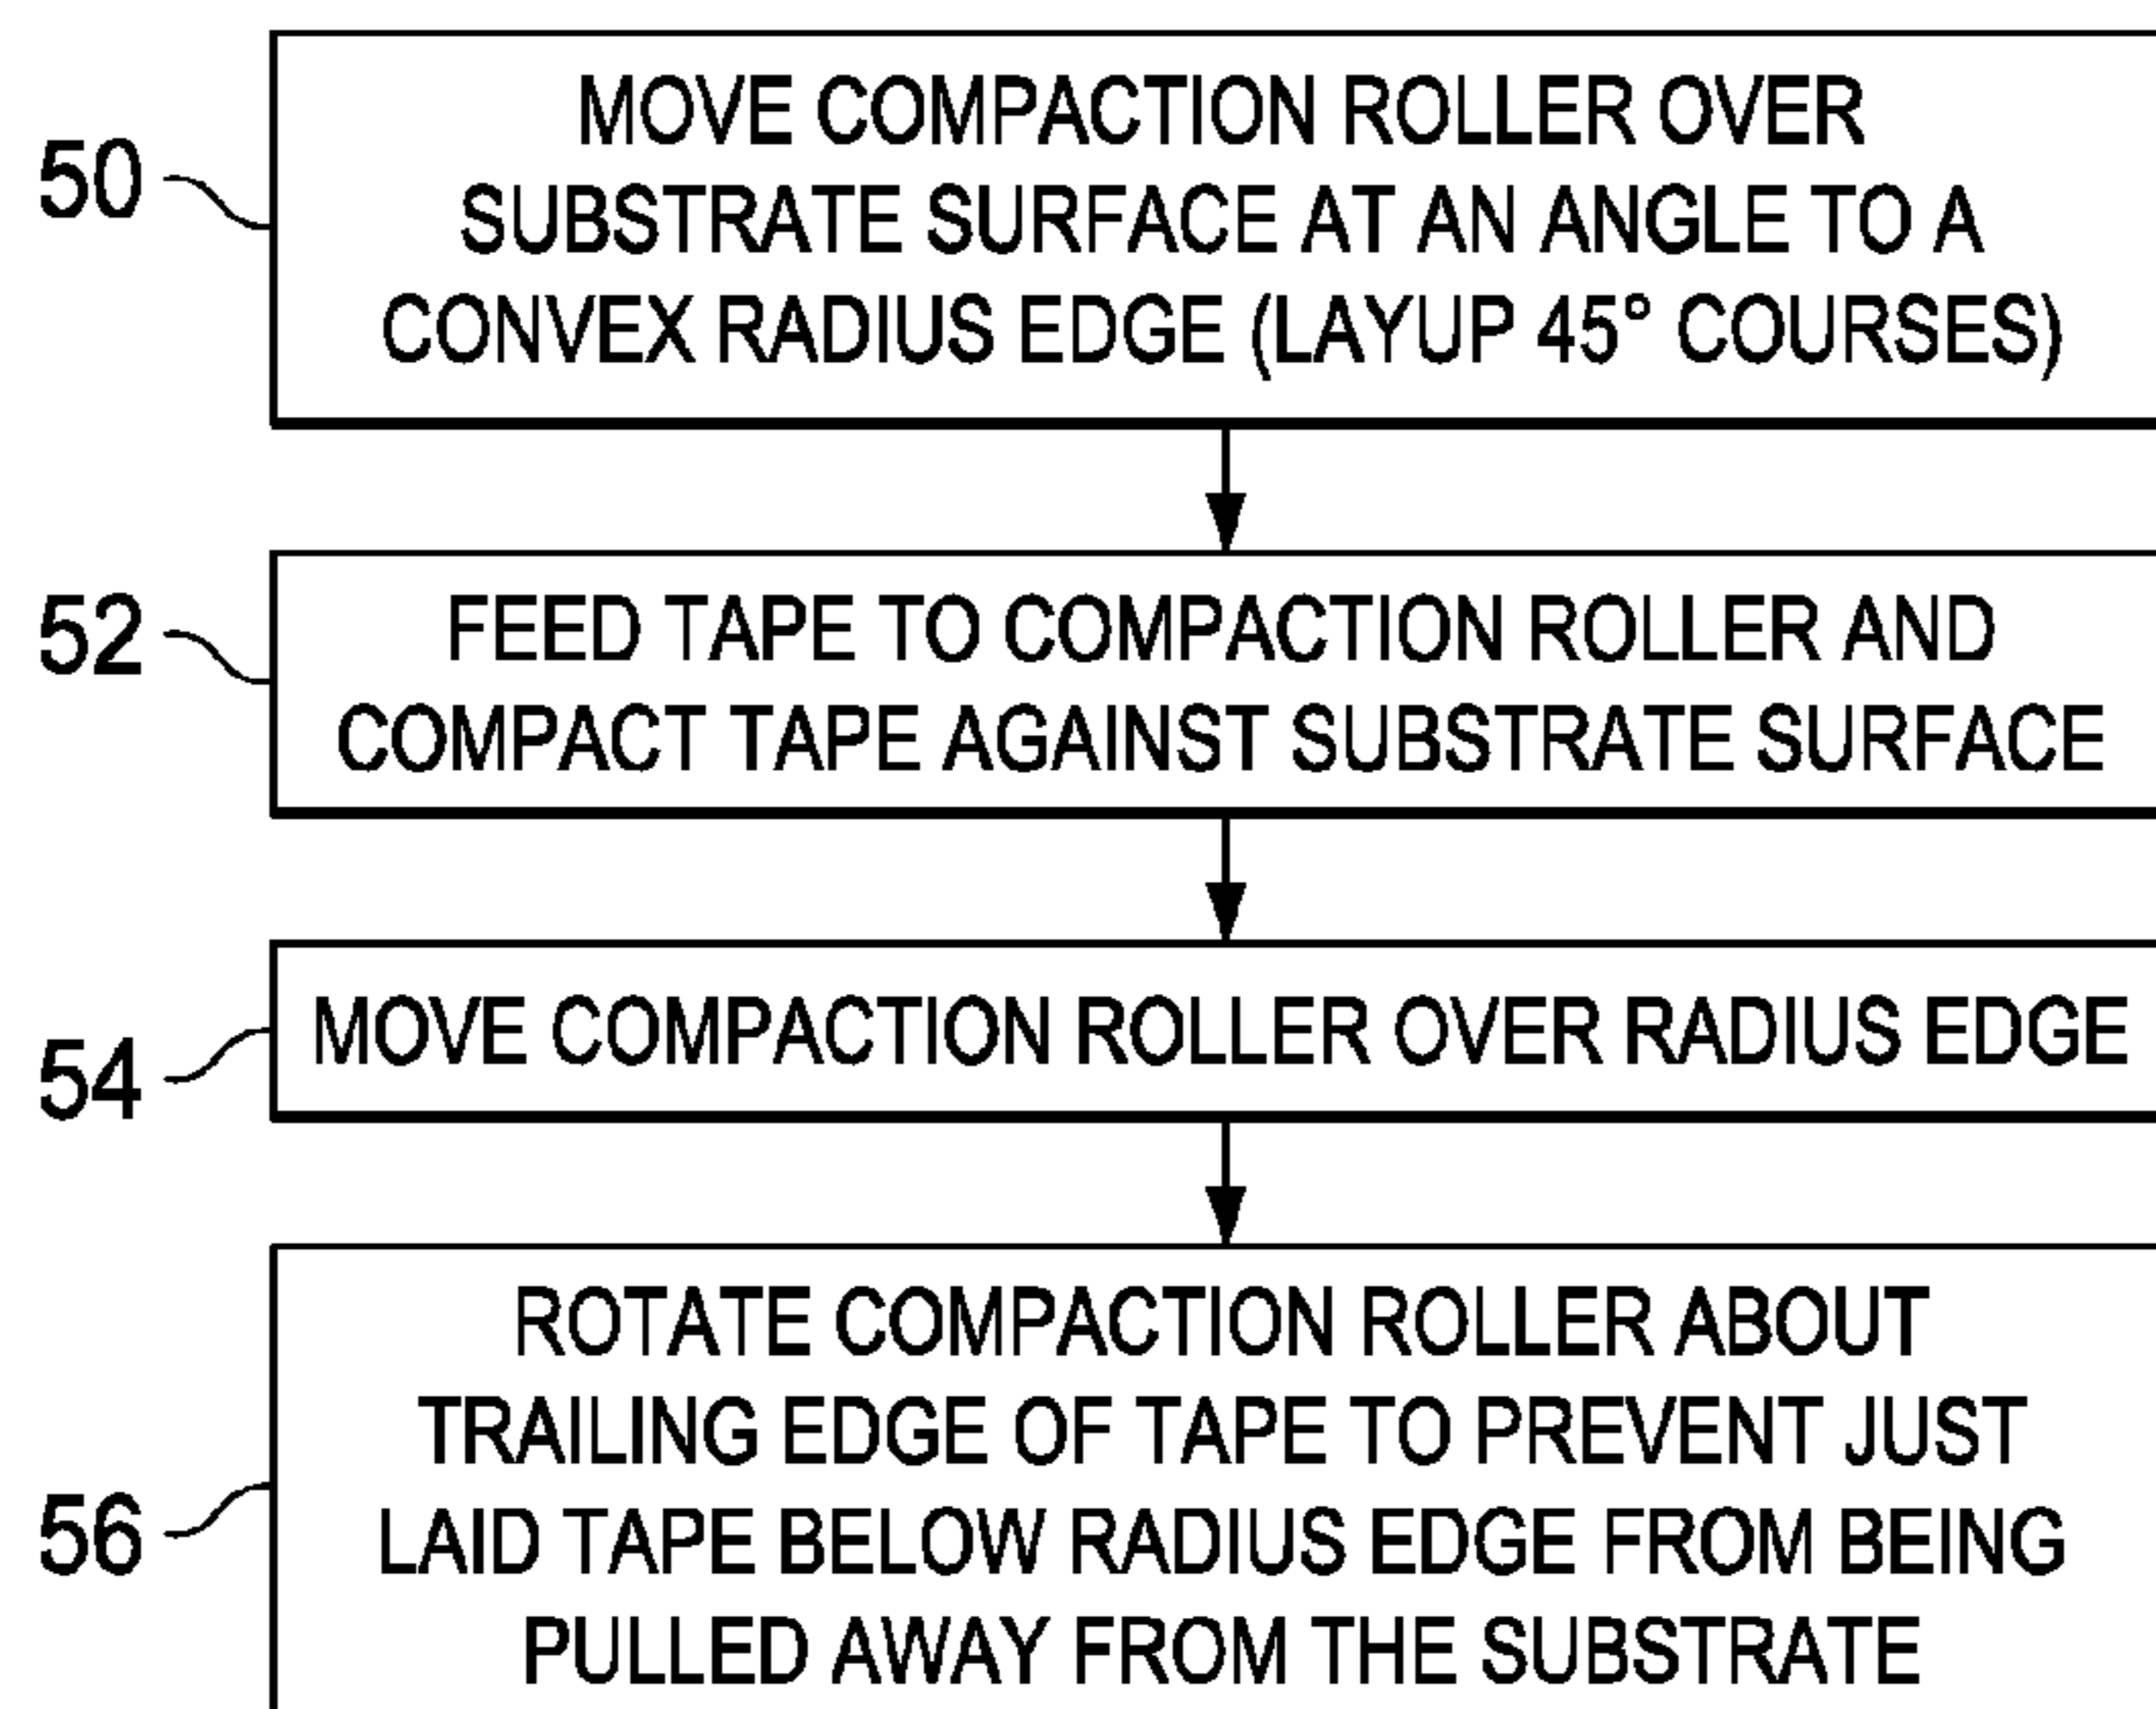 50
MOVE COMPACTION ROLLER OVER
SUBSTRATE SURFACE AT AN ANGLE TO A
CONVEX RADIUS EDGE (LAYUP 45° COURSES)
52
FEED TAPE TO COMPACTION ROLLER AND
COMPACT TAPE AGAINST SUBSTRATE SURFACE
54
MOVE COMPACTION ROLLER OVER RADIUS EDGE
56
ROTATE COMPACTION ROLLER ABOUT
TRAILING EDGE OF TAPE TO PREVENT JUST
LAID TAPE BELOW RADIUS EDGE FROM BEING
PULLED AWAY FROM THE SUBSTRATE